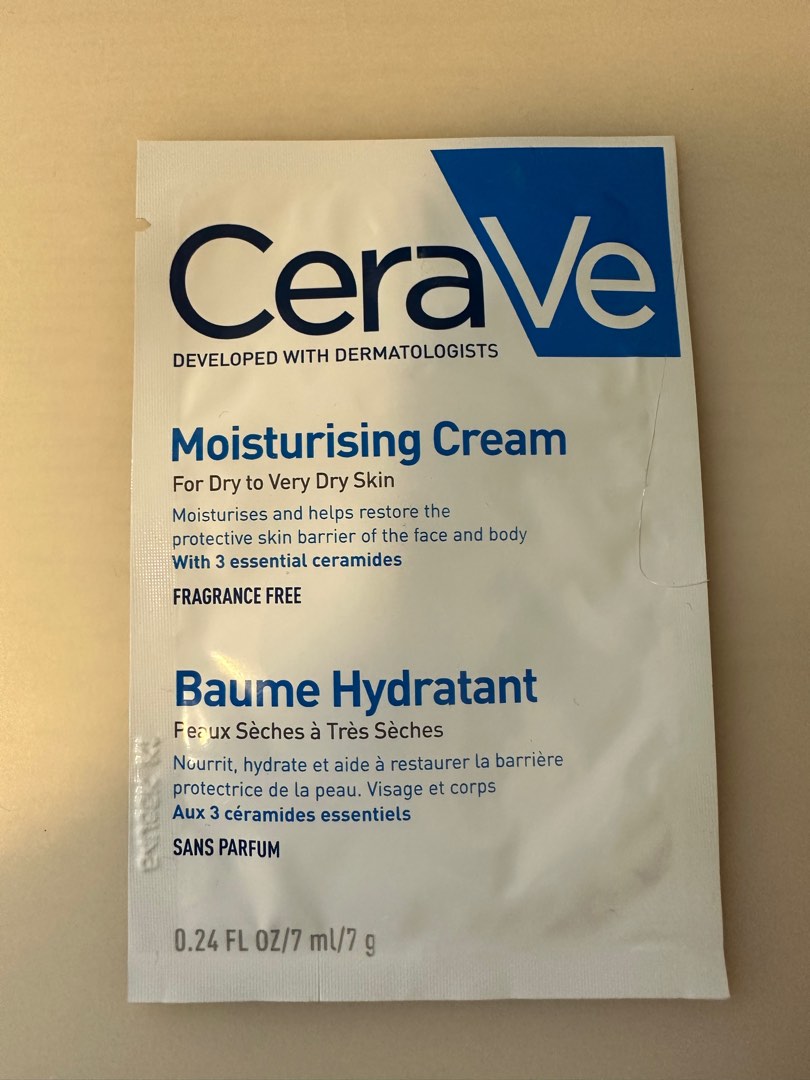 CeraVe
DEVELOPED WITH DERMATOLOGISTS
Moisturising Cream
For Dry to Very Dry Skin
Moisturises and helps restore the
protective skin barrier of the face and body
With 3 essential ceramides
FRAGRANCE FREE
Baume Hydratant
Peaux Sèches à Très Sèches
Nourrit, hydrate et aide à restaurer la barrière
protectrice de la peau. Visage et corps
Aux 3 céramides essentiels
SANS PARFUM
0.24 FL OZ/7 ml/7 g